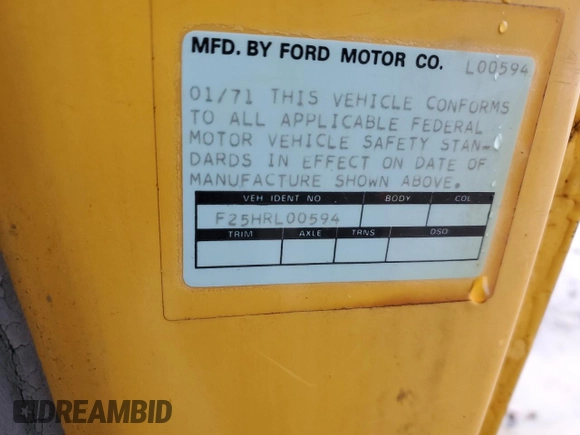 MFD. BY FORD MOTOR CO. L00594
01/71 THIS VEHICLE CONFORMS
TO ALL APPLICABLE FEDERAL
MOTOR VEHICLE SAFETY STAN-
DARDS IN EFFECT ON DATE OF
MANUFACTURE SHOWN ABOVE.
VEH IDENT NO BODY COL
F25HRL00594
TRIM AXLE TRNS DSO
DREAMBID